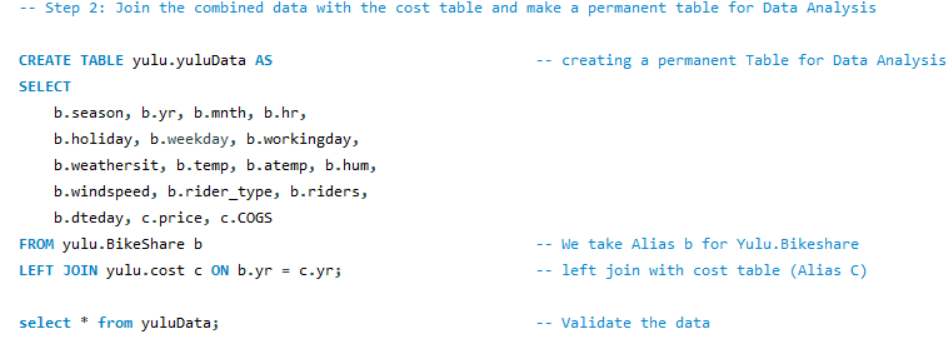 -- Step 2: Join the combined data with the cost table and make a permanent table for Data Analysis
CREATE TABLE yulu.yuluData AS -- creating a permanent Table for Data Analysis
SELECT
b.season, b.yr, b.mnth, b.hr,
b.holiday, b.weekday, b.workingday,
b.weathersit, b.temp, b.atemp, b.hum,
b.windspeed, b.rider_type, b.riders,
b.dteday, c.price, c.COGS
FROM yulu.BikeShare b -- We take Alias b for Yulu.Bikeshare
LEFT JOIN yulu.cost c ON b.yr = c.yr; -- left join with cost table (Alias C)
select * from yuluData; -- Validate the data